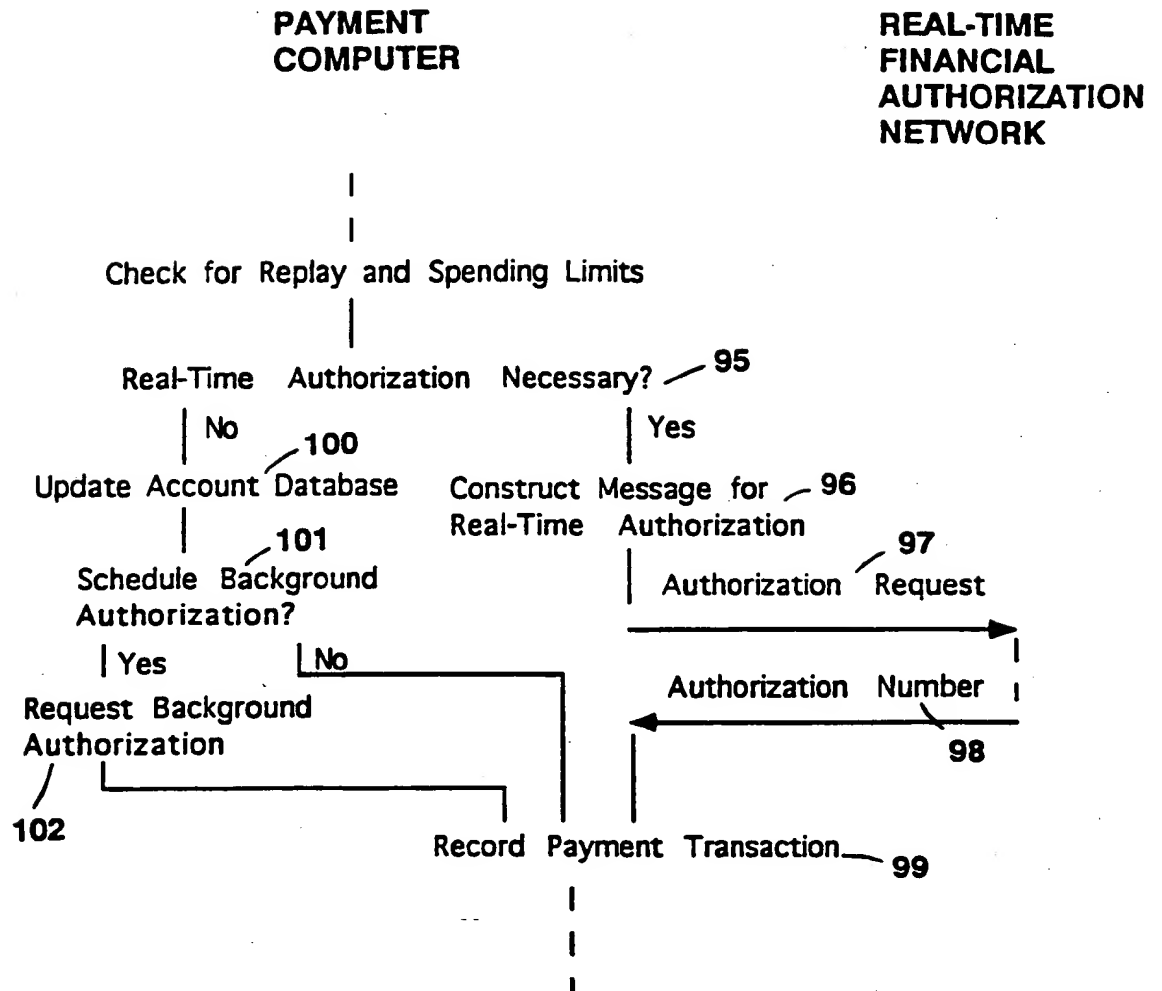 PAYMENT
COMPUTER
REAL-TIME
FINANCIAL
AUTHORIZATION
NETWORK
Check for Replay and Spending Limits
Real-Time Authorization Necessary? 95
No
Yes
100
Update Account Database
Construct Message for 96
Real-Time Authorization
101
Schedule Background
Authorization?
97
Authorization Request
Yes
No
Authorization Number
98
Request Background
Authorization
102
Record Payment Transaction 99